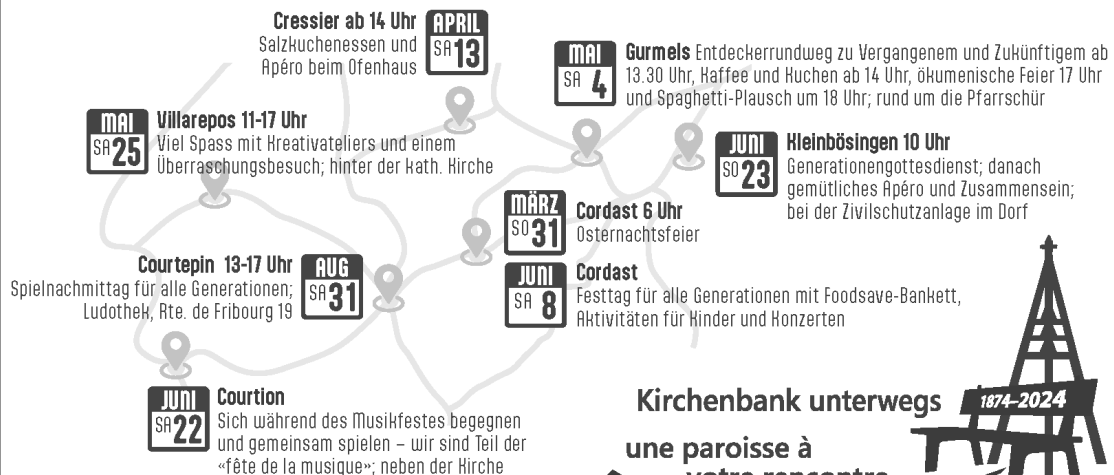 Cressier ab 14 Uhr
Salzkuchenessen und
Apéro beim Ofenhaus
APRIL
SA 13
MAI
SA 4
Gurmels Entdeckerrundweg zu Vergangenem und Zukünftigem ab
13.30 Uhr, Kaffee und Kuchen ab 14 Uhr, ökumenische Feier 17 Uhr
und Spaghetti-Plausch um 18 Uhr; rund um die Pfarrschür
MAI
SA 25
Villarepos 11-17 Uhr
Viel Spass mit Kreativateliers und einem
Überraschungsbesuch; hinter der kath. Kirche
JUNI
SO 23
Kleinbösingen 10 Uhr
Generationengottesdienst; danach
gemütliches Apéro und Zusammensein;
bei der Zivilschutzanlage im Dorf
MÄRZ
SO 31
Cordast 6 Uhr
Osternachtsfeier
Courtepin 13-17 Uhr
Spielnachmittag für alle Generationen;
Ludothek, Rte. de Fribourg 19
AUG
SA 31
JUNI
SA 8
Cordast
Festtag für alle Generationen mit Foodsave-Bankett,
Aktivitäten für Kinder und Konzerten
JUNI
SA 22
Courtion
Sich während des Musikfestes begegnen
und gemeinsam spielen – wir sind Teil der
«fête de la musique»; neben der Kirche
Kirchenbank unterwegs
1874–2024
une paroisse à
votre rencontre